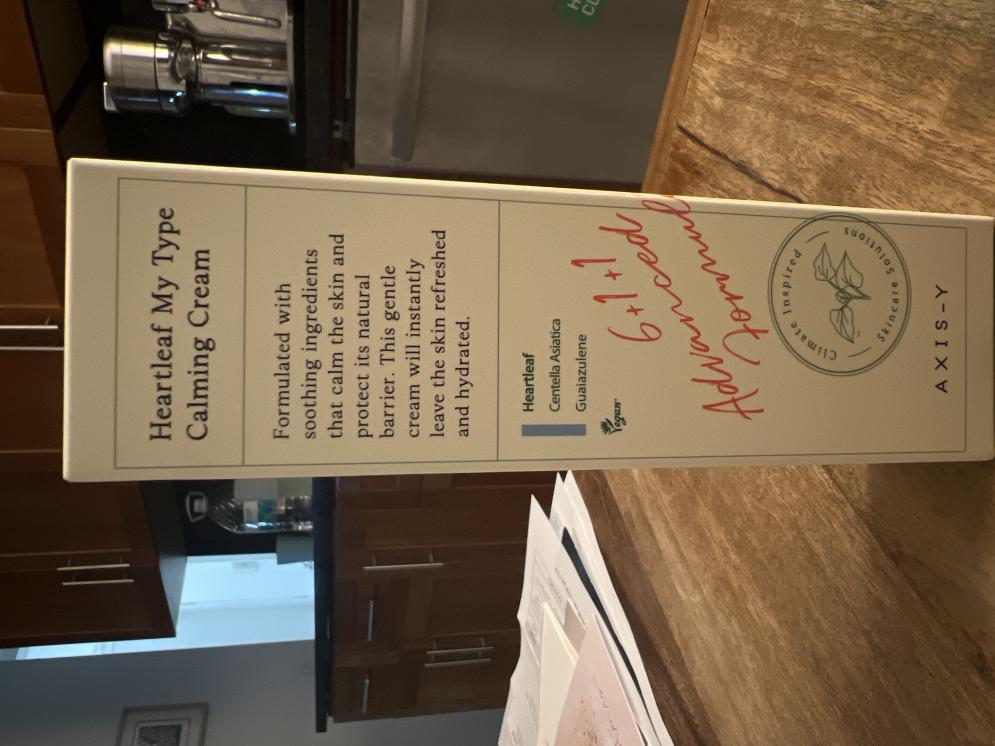 Heartleaf My Type
Calming Cream
Formulated with
soothing ingredients
that calm the skin and
protect its natural
barrier. This gentle
cream will instantly
leave the skin refreshed
and hydrated.
Heartleaf
Centella Asiatica
Guaiazulene
Vegan
6+1+1
Advanced
Formula
Climate Inspired
Skincare Solutions
AXIS-Y